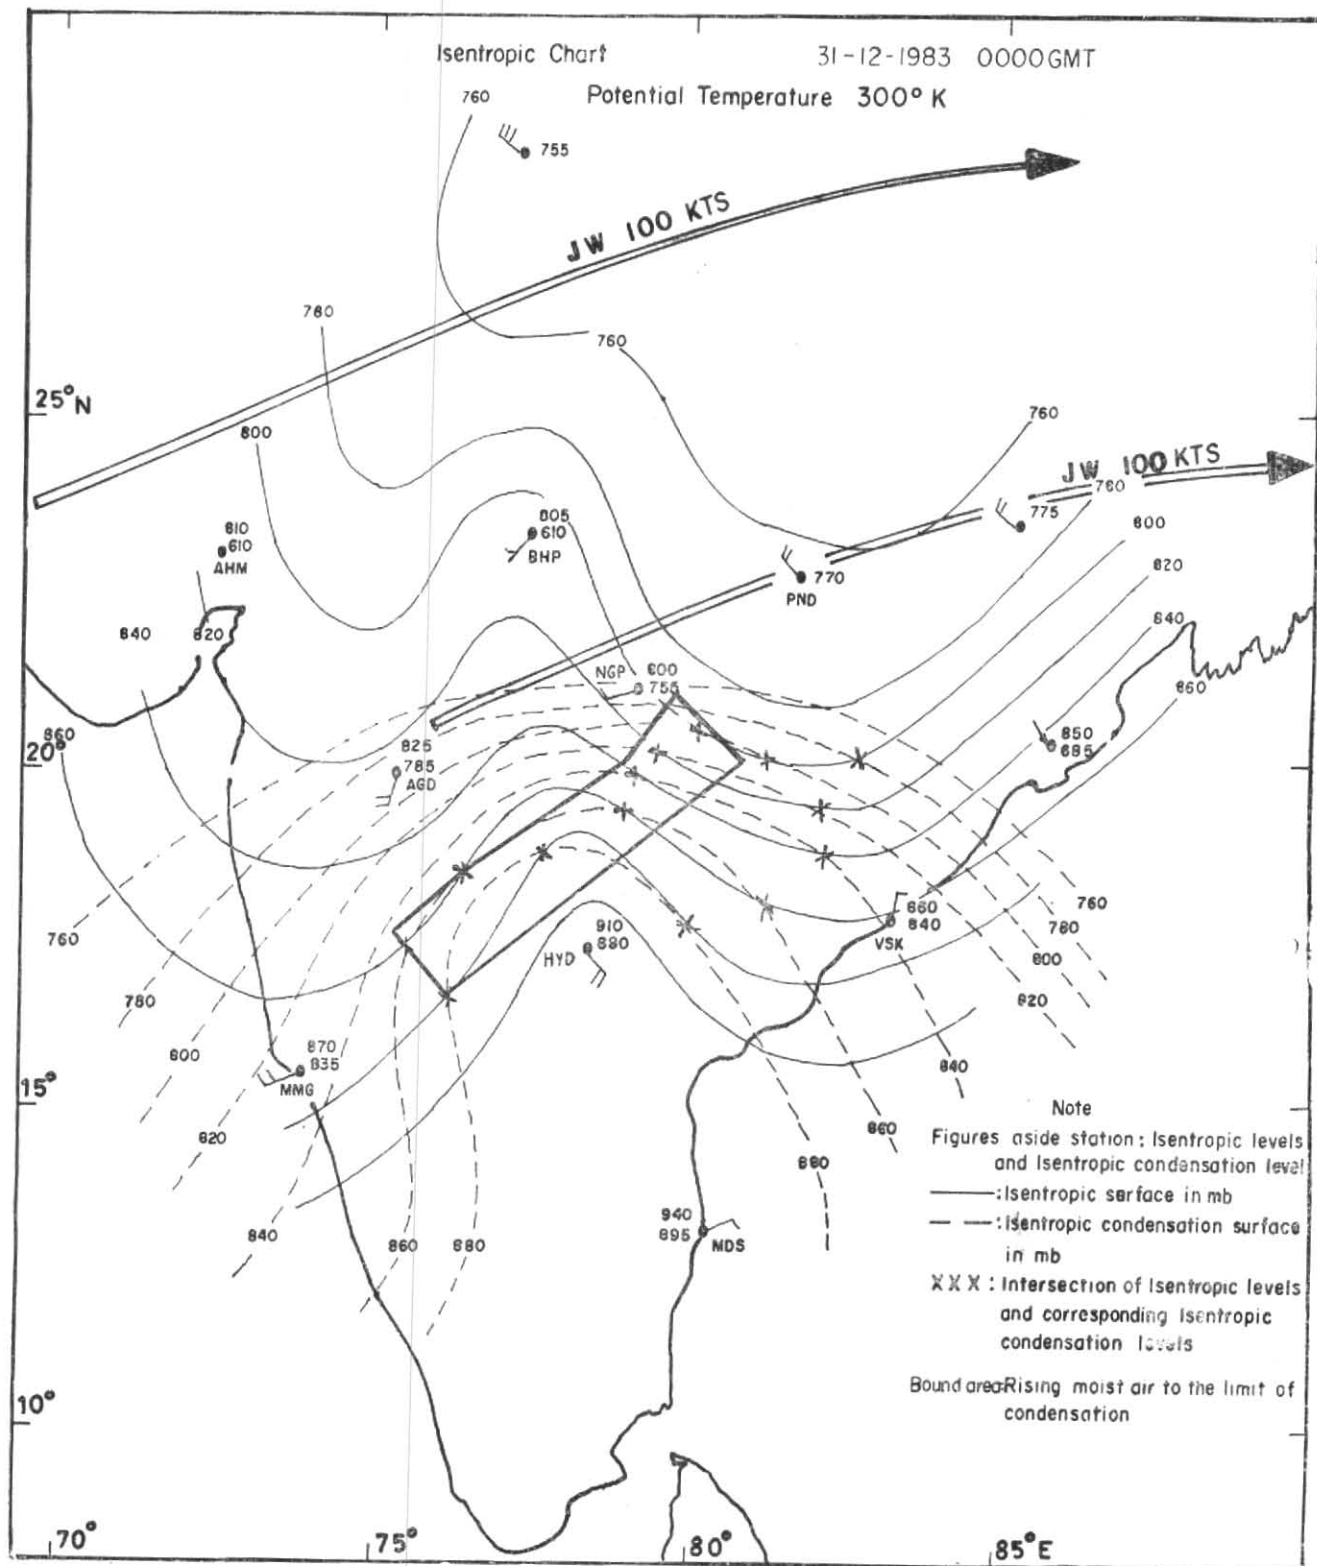 Isentropic Chart 31-12-1983 0000GMT
Potential Temperature 300° K
760
755
JW 100 KTS
780
760
25° N
800
760
JW 100 KTS
760
775
805
610
BHP
800
810
610
AHM
770
PND
820
840
820
840
NGP 800
755
860
860
20°
825
785
AGD
850
685
760
760
910
880
HYD
860
840
VSK
780
780
800
800
820
870
835
MMG
840
15°
820
860
880
Note
Figures aside station: Isentropic levels
and Isentropic condensation level
———:Isentropic surface in mb
— — —:Isentropic condensation surface
in mb
XXX: Intersection of Isentropic levels
and corresponding Isentropic
condensation levels
Bound area:Rising moist air to the limit of
condensation
840
860
880
940
895
MDS
10°
70°
75°
80°
85°E